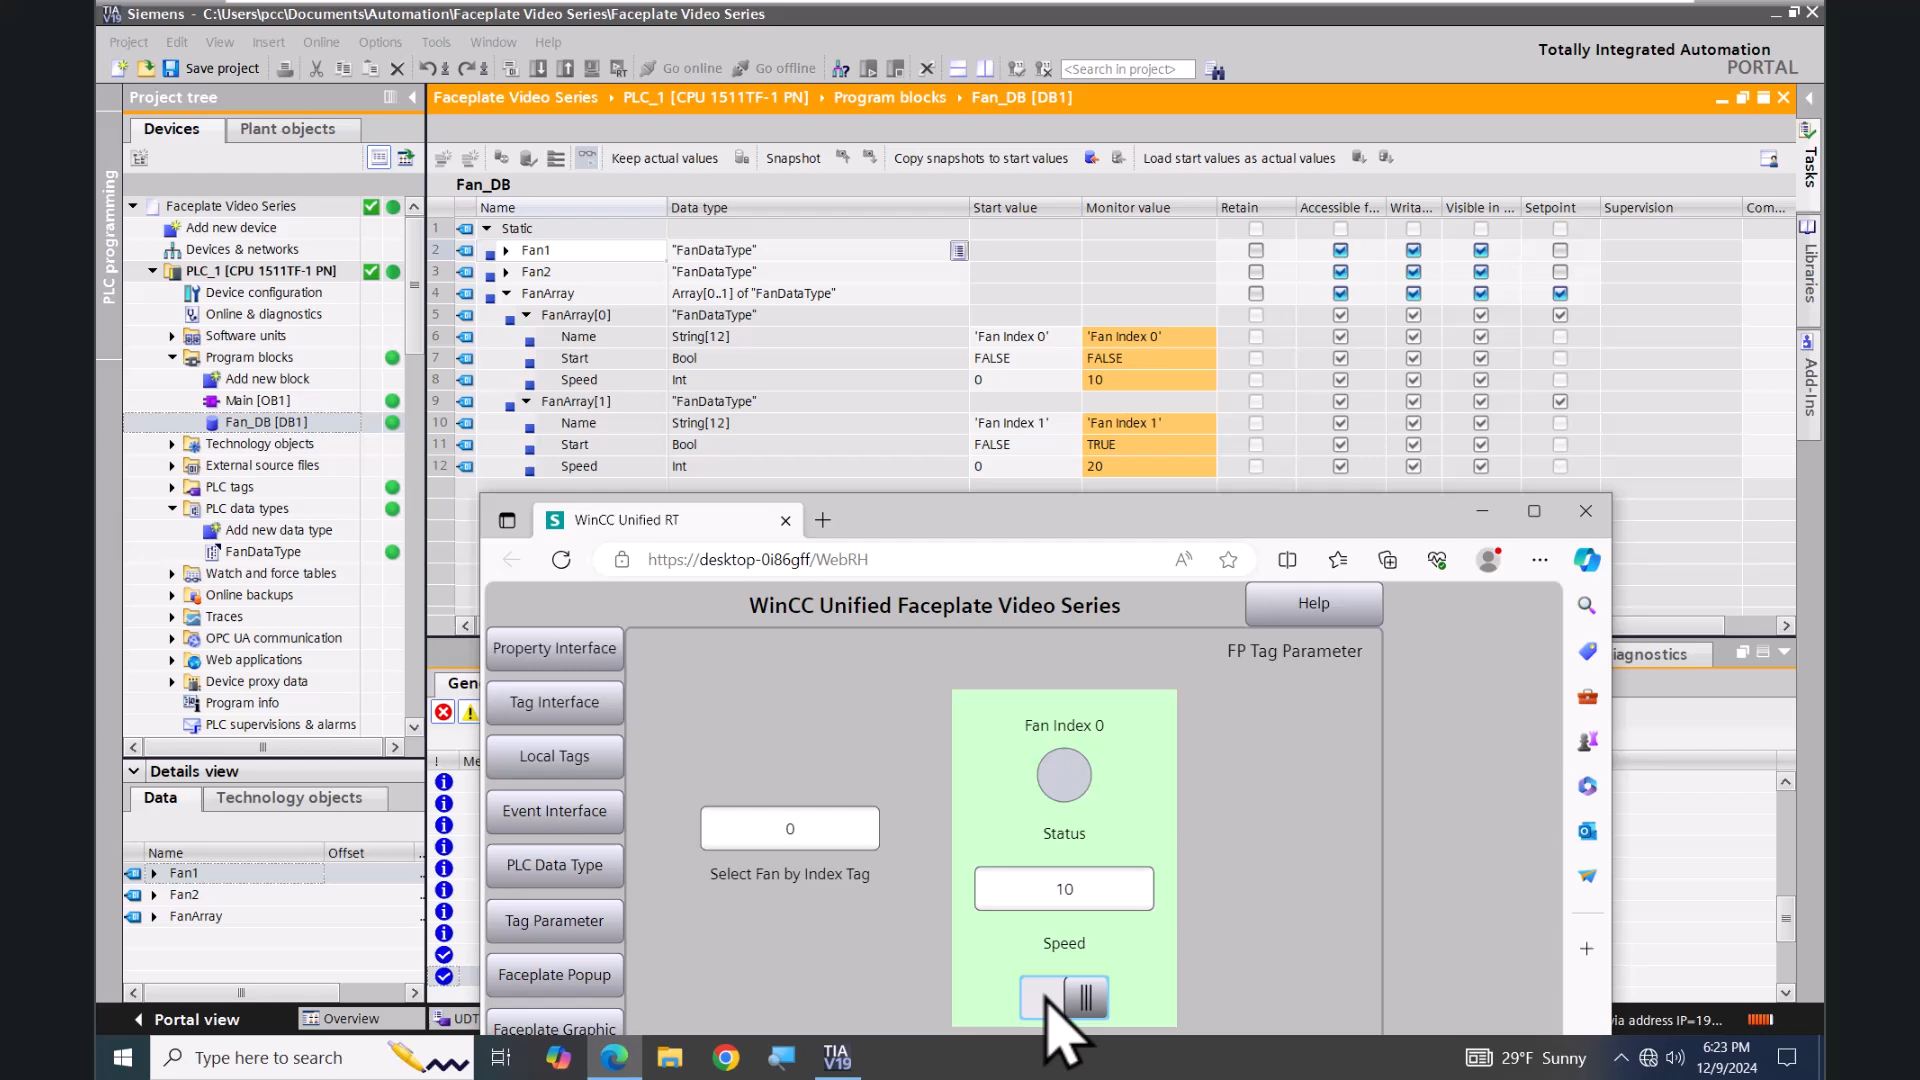 TIA V19 Siemens - C:\Users\pcc\Documents\Automation\Faceplate Video Series\Faceplate Video Series
Project Edit View Insert Online Options Tools Window Help
Totally Integrated Automation
PORTAL
Save project Go online Go offline <Search in project>
Project tree
Faceplate Video Series PLC_1 [CPU 1511TF-1 PN] Program blocks Fan_DB [DB1]
Devices Plant objects
Keep actual values Snapshot Copy snapshots to start values Load start values as actual values
PLC programming
Tasks
Libraries
Add-Ins
Faceplate Video Series
Add new device
Devices & networks
PLC_1 [CPU 1511TF-1 PN]
Device configuration
Online & diagnostics
Software units
Program blocks
Add new block
Main [OB1]
Fan_DB [DB1]
Technology objects
External source files
PLC tags
PLC data types
Add new data type
FanDataType
Watch and force tables
Online backups
Traces
OPC UA communication
Web applications
Device proxy data
Program info
PLC supervisions & alarms
Details view
Data Technology objects
Name Offset ..
Fan1 ..
Fan2 ..
FanArray ..
Fan_DB
Name Data type Start value Monitor value Retain Accessible f... Writa... Visible in ... Setpoint Supervision Com...
1 Static
2 Fan1 "FanDataType"
3 Fan2 "FanDataType"
4 FanArray Array[0..1] of "FanDataType"
5 FanArray[0] "FanDataType"
6 Name String[12] 'Fan Index 0' 'Fan Index 0'
7 Start Bool FALSE FALSE
8 Speed Int 0 10
9 FanArray[1] "FanDataType"
10 Name String[12] 'Fan Index 1' 'Fan Index 1'
11 Start Bool FALSE TRUE
12 Speed Int 0 20
Gen
! Me
iagnostics
WinCC Unified RT
https://desktop-0i86gff/WebRH
WinCC Unified Faceplate Video Series
Help
FP Tag Parameter
Property Interface
Tag Interface
Local Tags
Event Interface
PLC Data Type
Tag Parameter
Faceplate Popup
Faceplate Graphic
0
Select Fan by Index Tag
Fan Index 0
Status
10
Speed
Portal view Overview UDT
via address IP=19...
Type here to search
TIA V19
29°F Sunny
6:23 PM
12/9/2024